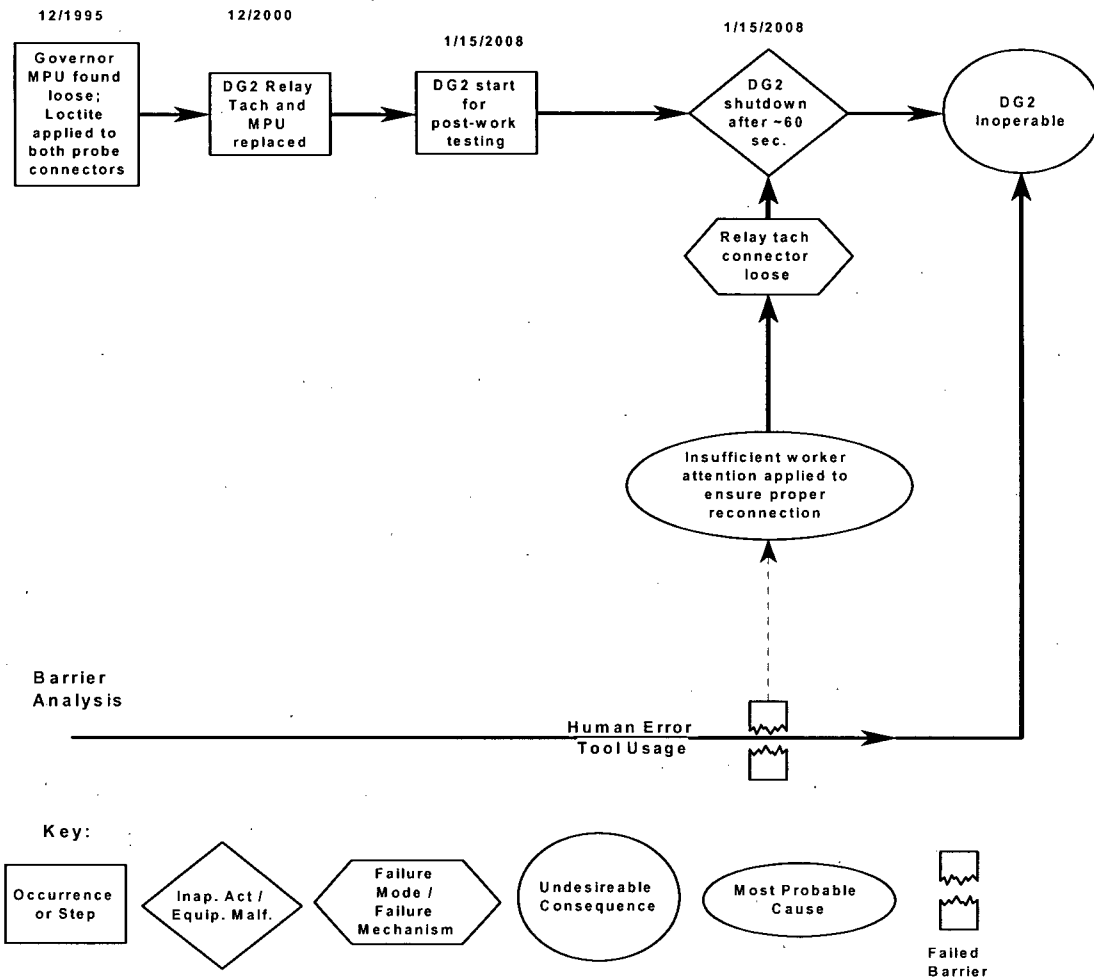 12/1995
12/2000
1/15/2008
1/15/2008
Governor
MPU found
loose;
Loctite
applied to
both probe
connectors
DG2 Relay
Tach and
MPU
replaced
DG2 start
for
post-work
testing
DG2
shutdown
after ~60
sec.
DG2
Inoperable
Relay tach
connector
loose
Insufficient worker
attention applied to
ensure proper
reconnection
Barrier
Analysis
Human Error
Tool Usage
Key:
Occurrence
or Step
Inap. Act /
Equip. Malf.
Failure
Mode /
Failure
Mechanism
Undesireable
Consequence
Most Probable
Cause
Failed
Barrier